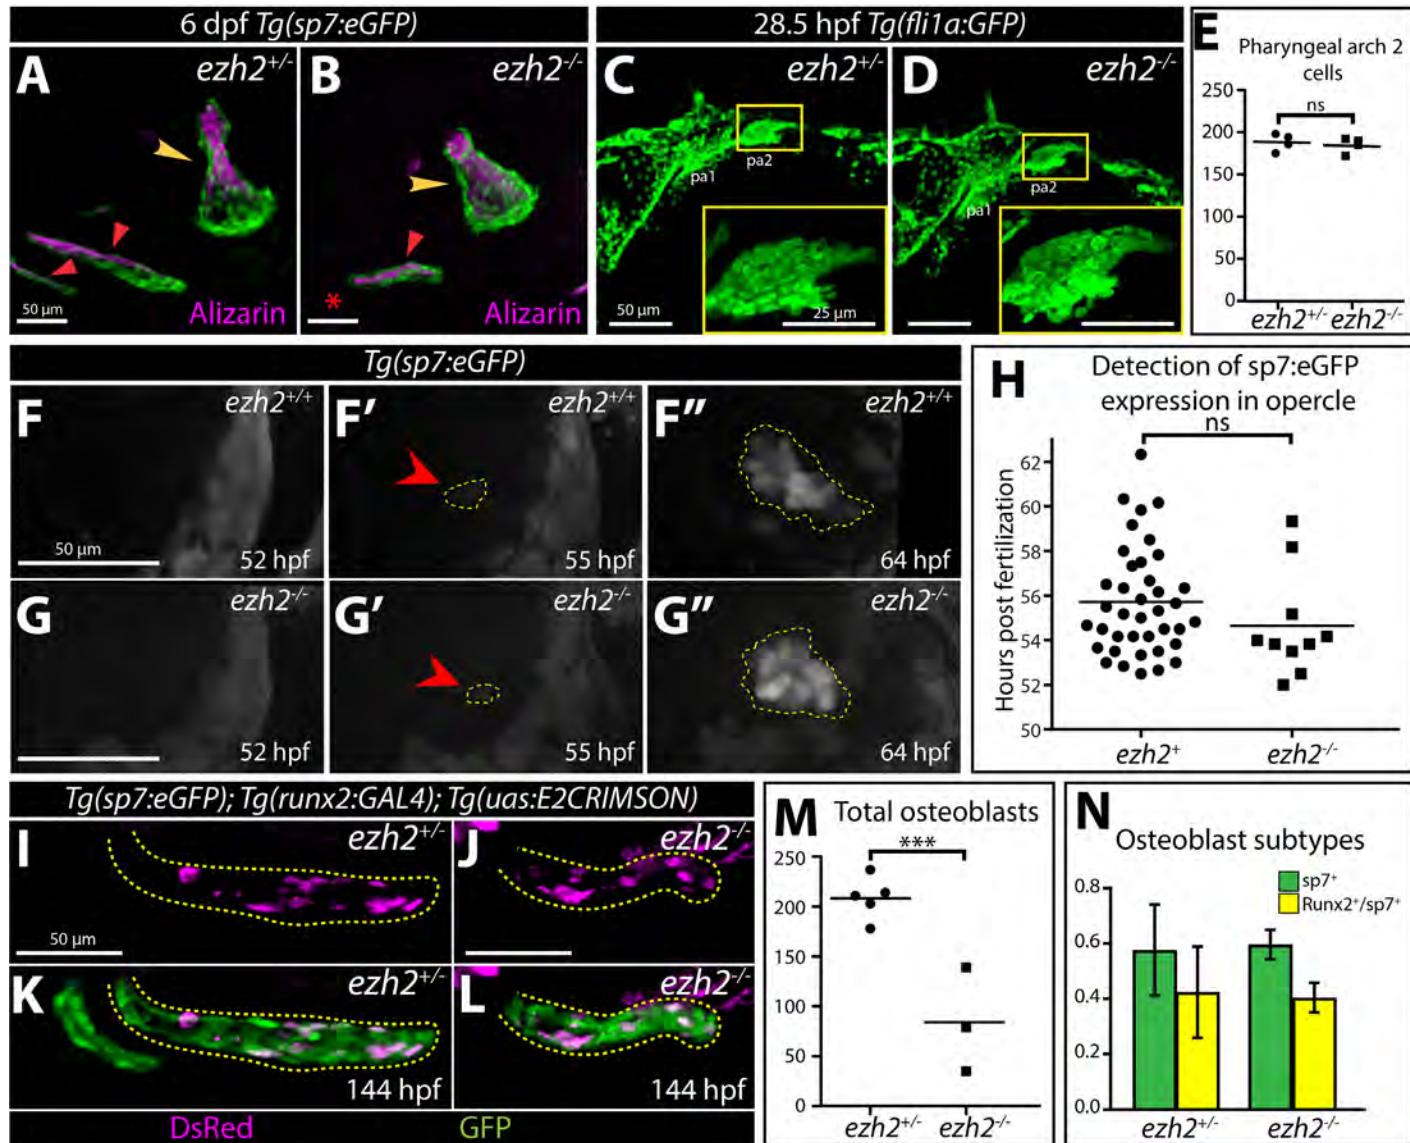 6 dpf Tg(sp7:eGFP)
28.5 hpf Tg(fli1a:GFP)
A
ezh2+/-
50 µm
Alizarin
B
ezh2-/-
*
Alizarin
C
ezh2+/-
pa1
pa2
50 µm
25 µm
D
ezh2-/-
pa1
pa2
E
Pharyngeal arch 2
cells
ns
250
200
150
100
50
0
ezh2+/- ezh2-/-
Tg(sp7:eGFP)
F
ezh2+/+
50 µm
52 hpf
F'
ezh2+/+
55 hpf
F"
ezh2+/+
64 hpf
G
ezh2-/-
52 hpf
G'
ezh2-/-
55 hpf
G"
ezh2-/-
64 hpf
H
Detection of sp7:eGFP
expression in opercle
ns
Hours post fertilization
62
60
58
56
54
52
50
ezh2+ ezh2-/-
Tg(sp7:eGFP); Tg(runx2:GAL4); Tg(uas:E2CRIMSON)
I
ezh2+/-
50 µm
J
ezh2-/-
K
ezh2+/-
144 hpf
L
ezh2-/-
144 hpf
DsRed GFP
M
Total osteoblasts
***
250
200
150
100
50
0
ezh2+/- ezh2-/-
N
Osteoblast subtypes
sp7+
Runx2+/sp7+
0.8
0.6
0.4
0.2
0.0
ezh2+/- ezh2-/-